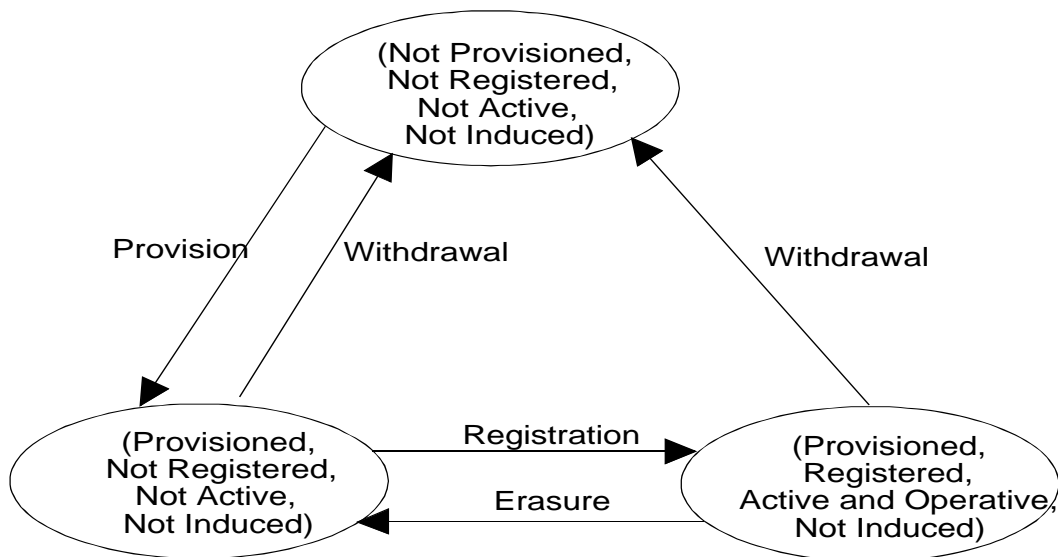 (Not Provisioned,
Not Registered,
Not Active,
Not Induced)
Provision
Withdrawal
Withdrawal
(Provisioned,
Not Registered,
Not Active,
Not Induced)
Registration
Erasure
(Provisioned,
Registered,
Active and Operative,
Not Induced)